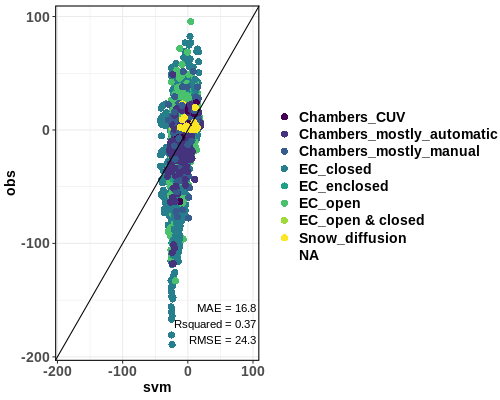 100
0
-100
-200
obs
-200
-100
0
100
svm
MAE = 16.8
Rsquared = 0.37
RMSE = 24.3
Chambers_CUV
Chambers_mostly_automatic
Chambers_mostly_manual
EC_closed
EC_enclosed
EC_open
EC_open & closed
Snow_diffusion
NA